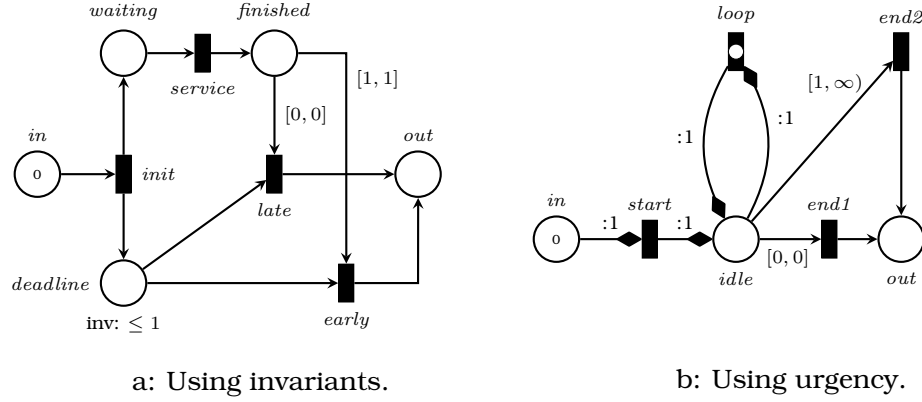 waiting
finished
service
[1, 1]
[0, 0]
in
o
init
late
out
deadline
inv: ≤ 1
early
a: Using invariants.
loop
end2
[1, ∞)
:1
:1
in
o
:1
start
:1
end1
[0, 0]
idle
out
b: Using urgency.